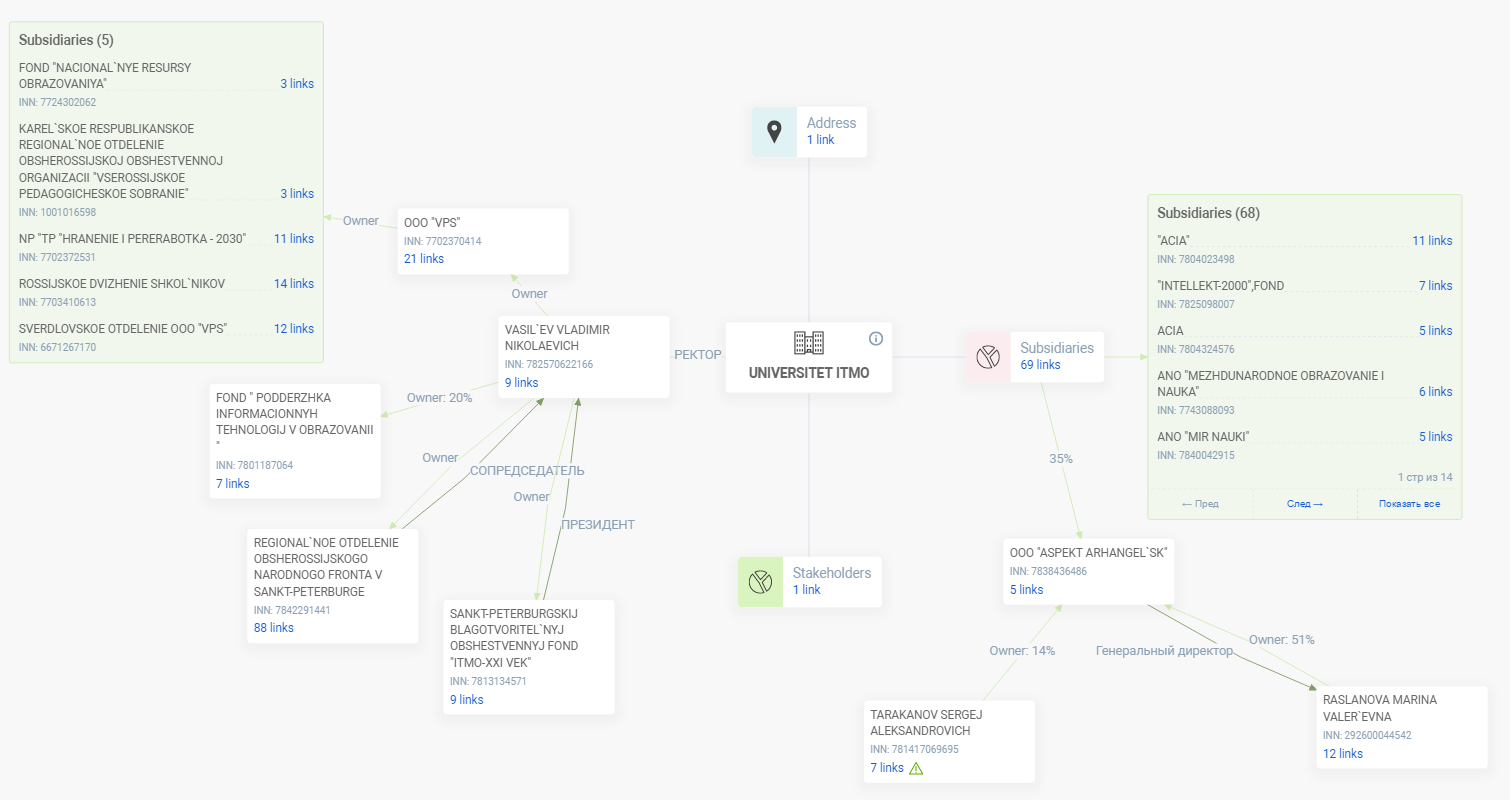 Subsidiaries (5)
FOND "NACIONAL`NYE RESURSY
OBRAZOVANIYA"
3 links
INN: 7724302062
KAREL`SKOE RESPUBLIKANSKOE
REGIONAL`NOE OTDELENIE
OBSHEROSSIJSKOJ OBSHESTVENNOJ
ORGANIZACII "VSEROSSIJSKOE
PEDAGOGICHESKOE SOBRANIE"
3 links
INN: 1001016598
NP "TP "HRANENIE I PERERABOTKA - 2030"
11 links
INN: 7702372531
ROSSIJSKOE DVIZHENIE SHKOL`NIKOV
14 links
INN: 7703410613
SVERDLOVSKOE OTDELENIE OOO "VPS"
12 links
INN: 6671267170
Owner
OOO "VPS"
INN: 7702370414
21 links
Owner
VASIL`EV VLADIMIR
NIKOLAEVICH
INN: 782570622166
9 links
РЕКТОР
UNIVERSITET ITMO
Address
1 link
Subsidiaries
69 links
Stakeholders
1 link
Owner: 20%
FOND " PODDERZHKA
INFORMACIONNYH
TEHNOLOGIJ V OBRAZOVANII
"
INN: 7801187064
7 links
Owner
СОПРЕДСЕДАТЕЛЬ
Owner
ПРЕЗИДЕНТ
REGIONAL`NOE OTDELENIE
OBSHEROSSIJSKOGO
NARODNOGO FRONTA V
SANKT-PETERBURGE
INN: 7842291441
88 links
SANKT-PETERBURGSKIJ
BLAGOTVORITEL`NYJ
OBSHESTVENNYJ FOND
"ITMO-XXI VEK"
INN: 7813134571
9 links
Subsidiaries (68)
"ACIA"
11 links
INN: 7804023498
"INTELLEKT-2000",FOND
7 links
INN: 7825098007
ACIA
5 links
INN: 7804324576
ANO "MEZHDUNARODNOE OBRAZOVANIE I
NAUKA"
6 links
INN: 7743088093
ANO "MIR NAUKI"
5 links
INN: 7840042915
1 стр из 14
← Пред
След →
Показать все
35%
OOO "ASPEKT ARHANGEL`SK"
INN: 7838436486
5 links
Owner: 14%
Генеральный директор
Owner: 51%
TARAKANOV SERGEJ
ALEKSANDROVICH
INN: 781417069695
7 links
RASLANOVA MARINA
VALER`EVNA
INN: 292600044542
12 links